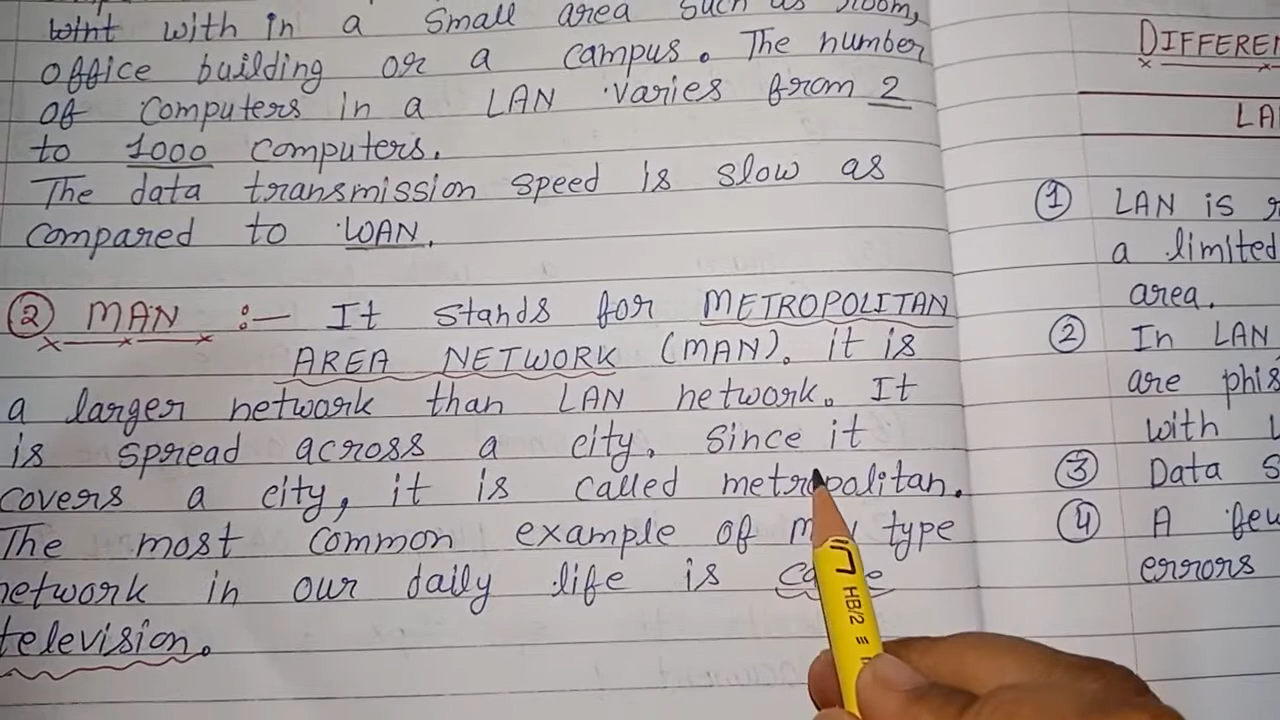 with in a small area such as room,
office building or a campus. The number
of computers in a LAN varies from 2
to 1000 computers.
The data transmission speed is slow as
compared to WAN.
② MAN :- It stands for METROPOLITAN
AREA NETWORK (MAN). it is
a larger network than LAN network. It
is spread across a city. Since it
covers a city, it is called metropolitan.
The most common example of type
network in our daily life is
television.
DIFFEREN
LA
① LAN is
a limited
area.
② In LAN
are phis
with
③ Data S
④ A few
errors
HB/2